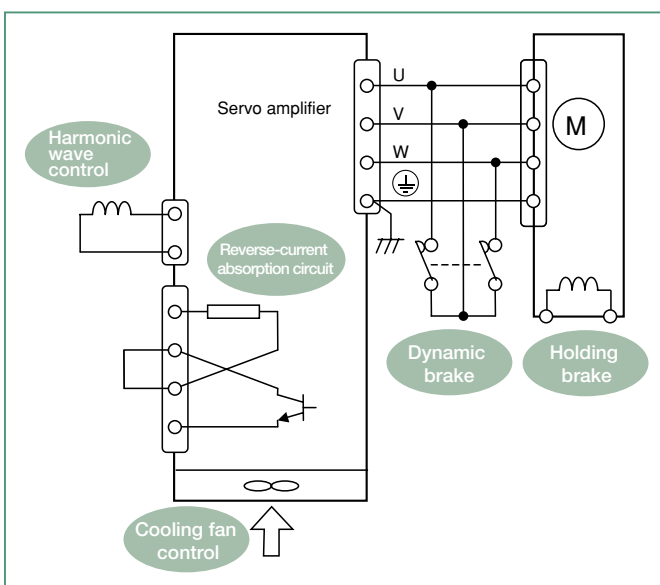 Servo amplifier
U
V
W
M
Harmonic
wave
control
Reverse-current
absorption circuit
Dynamic
brake
Holding
brake
Cooling fan
control